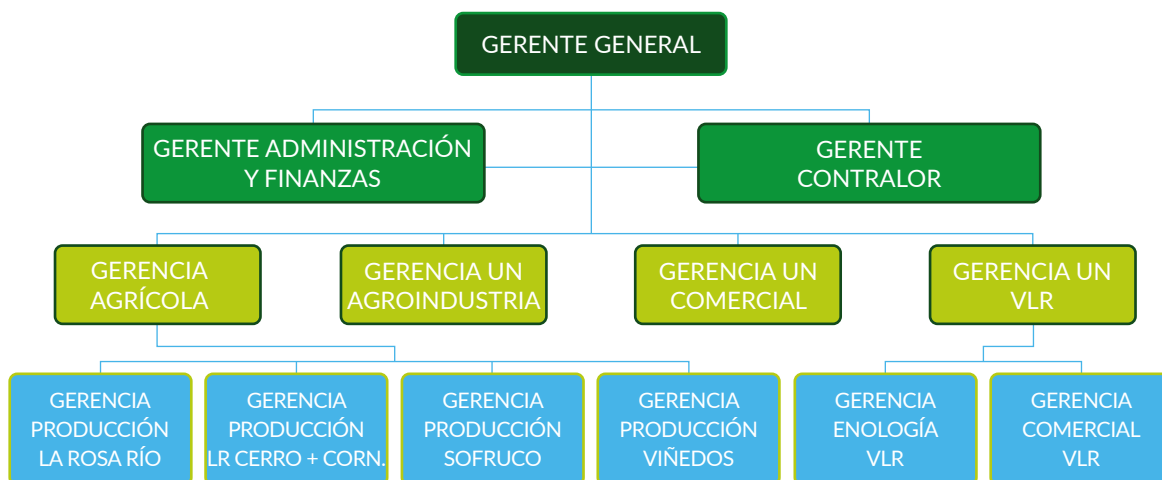 GERENTE GENERAL
GERENTE ADMINISTRACIÓN
Y FINANZAS
GERENTE
CONTRALOR
GERENCIA
AGRÍCOLA
GERENCIA UN
AGROINDUSTRIA
GERENCIA UN
COMERCIAL
GERENCIA UN
VLR
GERENCIA
PRODUCCIÓN
LA ROSA RÍO
GERENCIA
PRODUCCIÓN
LR CERRO + CORN.
GERENCIA
PRODUCCIÓN
SOFRUCO
GERENCIA
PRODUCCIÓN
VIÑEDOS
GERENCIA
ENOLOGÍA
VLR
GERENCIA
COMERCIAL
VLR